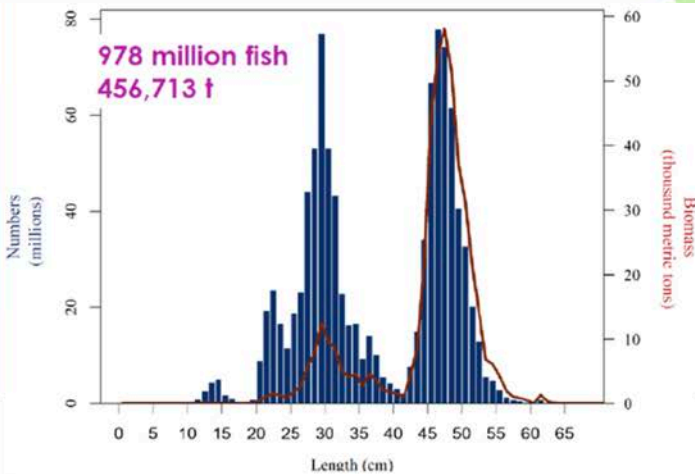 978 million fish
456,713 t
80
60
40
20
0
Numbers
(millions)
60
50
40
30
20
10
0
Biomass
(thousand metric tons)
0 5 10 15 20 25 30 35 40 45 50 55 60 65
Length (cm)